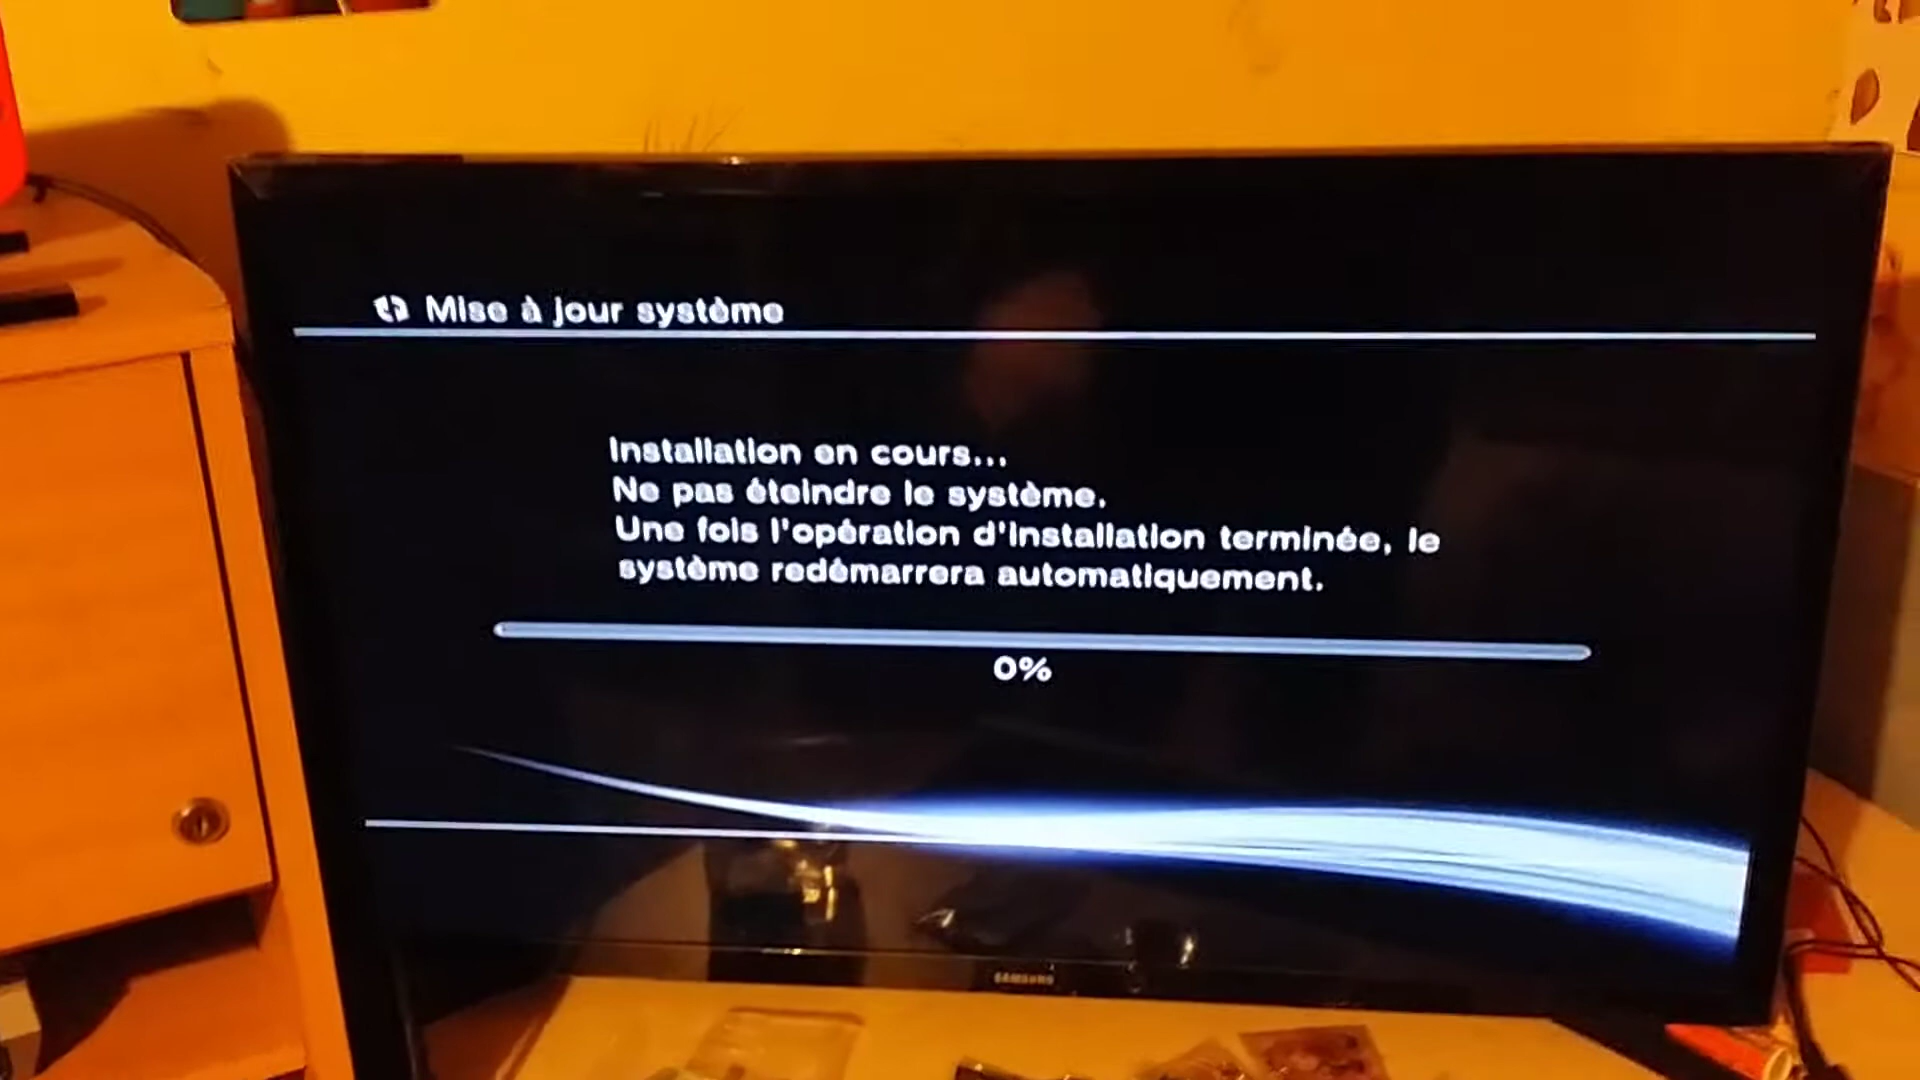 Mise à jour système
Installation en cours...
Ne pas éteindre le système.
Une fois l'opération d'installation terminée, le
système redémarrera automatiquement.
0%
SAMSUNG